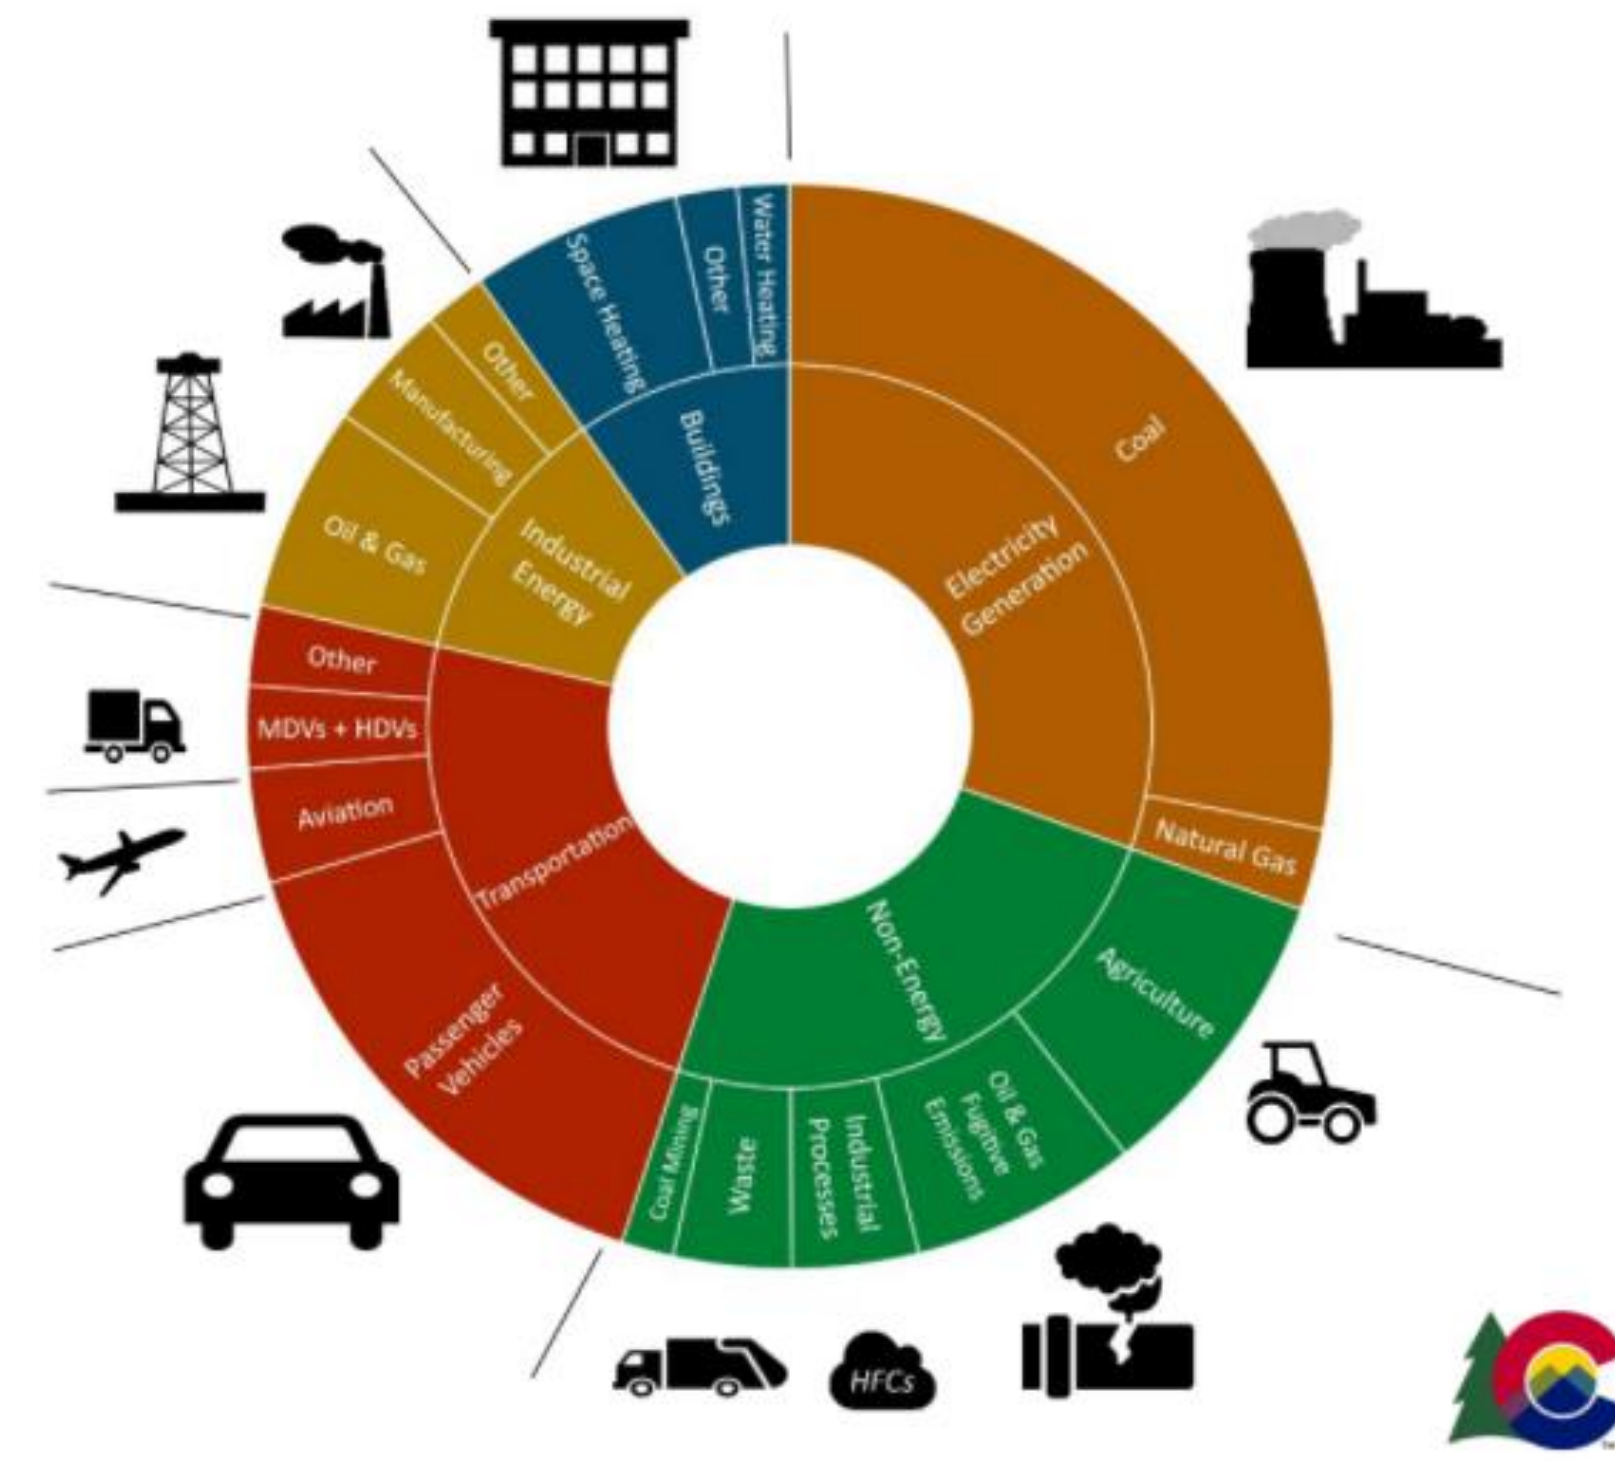 Water Heating
Other
Space Heating
Buildings
Coal
Electricity
Generation
Natural Gas
Other
Manufacturing
Oil & Gas
Industrial
Energy
Other
MDVs + HDVs
Aviation
Transportation
Passenger
Vehicles
Non-Energy
Agriculture
Oil & Gas
Fugitive
Emissions
Industrial
Processes
Waste
Coal Mining
HFCs